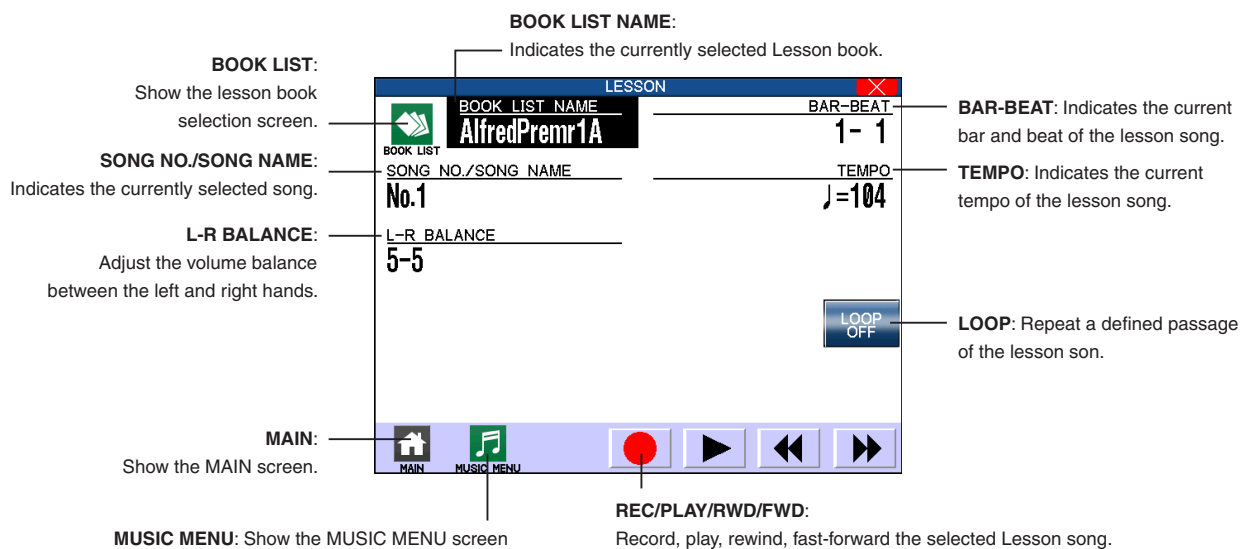 BOOK LIST NAME:
Indicates the currently selected Lesson book.
BOOK LIST:
Show the lesson book
selection screen.
SONG NO./SONG NAME:
Indicates the currently selected song.
L-R BALANCE:
Adjust the volume balance
between the left and right hands.
MAIN:
Show the MAIN screen.
MUSIC MENU: Show the MUSIC MENU screen
LESSON
BOOK LIST
BOOK LIST NAME
AlfredPremr1A
BAR-BEAT
1- 1
SONG NO./SONG NAME
No.1
TEMPO
♩=104
L-R BALANCE
5-5
LOOP
OFF
MAIN
MUSIC MENU
BAR-BEAT: Indicates the current
bar and beat of the lesson song.
TEMPO: Indicates the current
tempo of the lesson song.
LOOP: Repeat a defined passage
of the lesson son.
REC/PLAY/RWD/FWD:
Record, play, rewind, fast-forward the selected Lesson song.